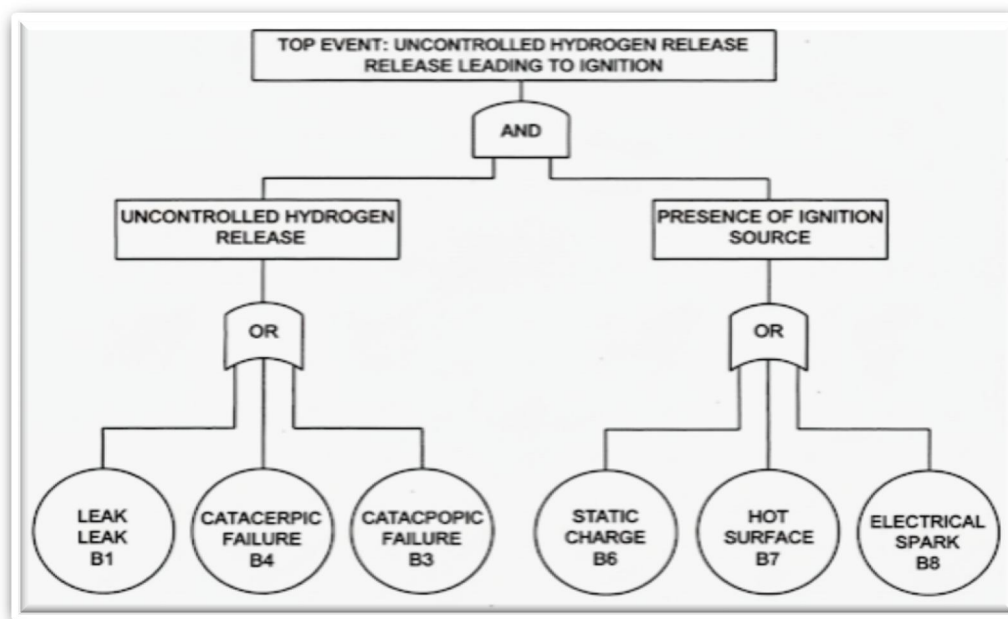 TOP EVENT: UNCONTROLLED HYDROGEN RELEASE
RELEASE LEADING TO IGNITION
AND
UNCONTROLLED HYDROGEN
RELEASE
PRESENCE OF IGNITION
SOURCE
OR
OR
LEAK
LEAK
B1
CATACERPIC
FAILURE
B4
CATACPOPIC
FAILURE
B3
STATIC
CHARGE
B6
HOT
SURFACE
B7
ELECTRICAL
SPARK
B8